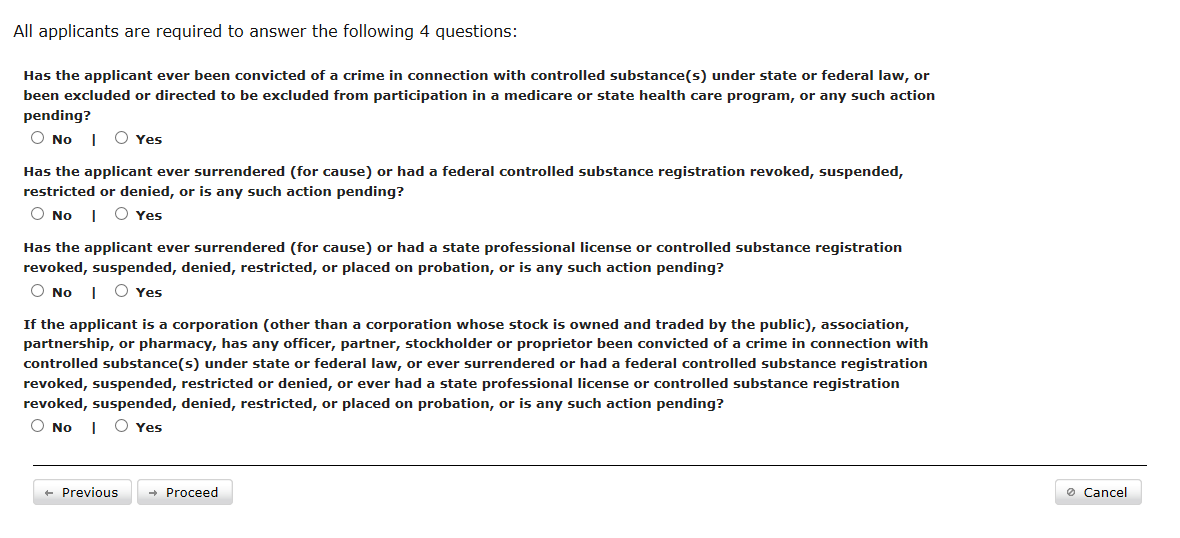 All applicants are required to answer the following 4 questions:
Has the applicant ever been convicted of a crime in connection with controlled substance(s) under state or federal law, or
been excluded or directed to be excluded from participation in a medicare or state health care program, or any such action
pending?
No | Yes
Has the applicant ever surrendered (for cause) or had a federal controlled substance registration revoked, suspended,
restricted or denied, or is any such action pending?
No | Yes
Has the applicant ever surrendered (for cause) or had a state professional license or controlled substance registration
revoked, suspended, denied, restricted, or placed on probation, or is any such action pending?
No | Yes
If the applicant is a corporation (other than a corporation whose stock is owned and traded by the public), association,
partnership, or pharmacy, has any officer, partner, stockholder or proprietor been convicted of a crime in connection with
controlled substance(s) under state or federal law, or ever surrendered or had a federal controlled substance registration
revoked, suspended, restricted or denied, or ever had a state professional license or controlled substance registration
revoked, suspended, denied, restricted, or placed on probation, or is any such action pending?
No | Yes
Previous Proceed Cancel